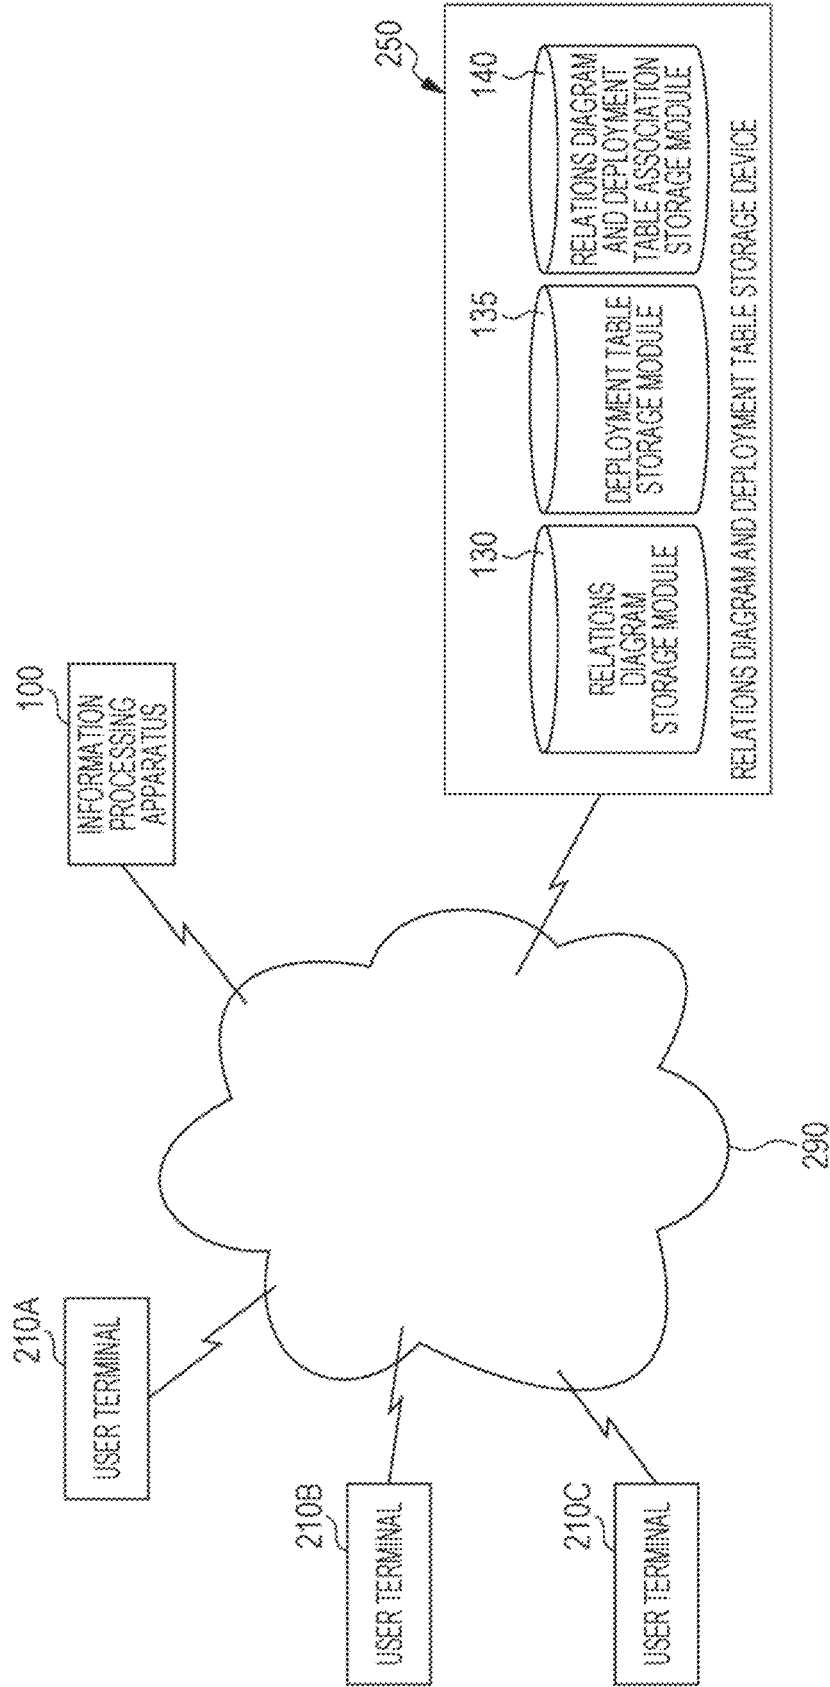 210A
USER TERMINAL
210B
USER TERMINAL
210C
USER TERMINAL
290
100
INFORMATION
PROCESSING
APPARATUS
250
130
RELATIONS
DIAGRAM
STORAGE MODULE
135
DEPLOYMENT TABLE
STORAGE MODULE
140
RELATIONS DIAGRAM
AND DEPLOYMENT
TABLE ASSOCIATION
STORAGE MODULE
RELATIONS DIAGRAM AND DEPLOYMENT TABLE STORAGE DEVICE